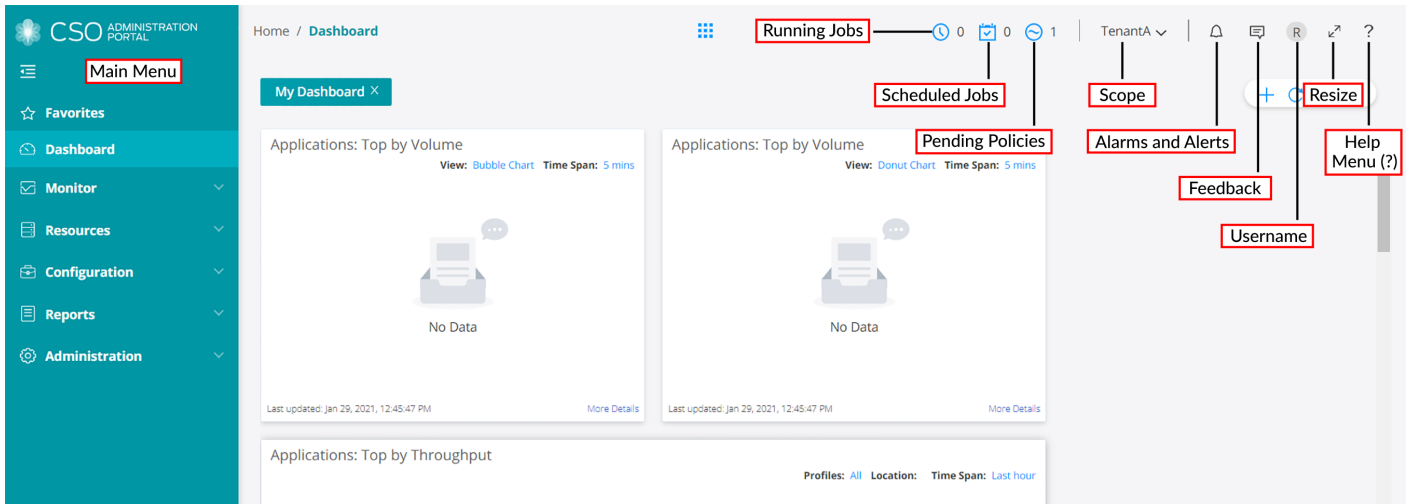 CSO ADMINISTRATION PORTAL
Home / Dashboard
Running Jobs
0
0
1
TenantA
R
?
Main Menu
My Dashboard X
Scheduled Jobs
Scope
+
Resize
Favorites
Dashboard
Monitor
Resources
Configuration
Reports
Administration
Applications: Top by Volume
View: Bubble Chart Time Span: 5 mins
No Data
Last updated: Jan 29, 2021, 12:45:47 PM
More Details
Applications: Top by Volume
Pending Policies
View: Donut Chart Time Span: 5 mins
No Data
Last updated: Jan 29, 2021, 12:45:47 PM
More Details
Alarms and Alerts
Help
Menu (?)
Feedback
Username
Applications: Top by Throughput
Profiles: All Location: Time Span: Last hour